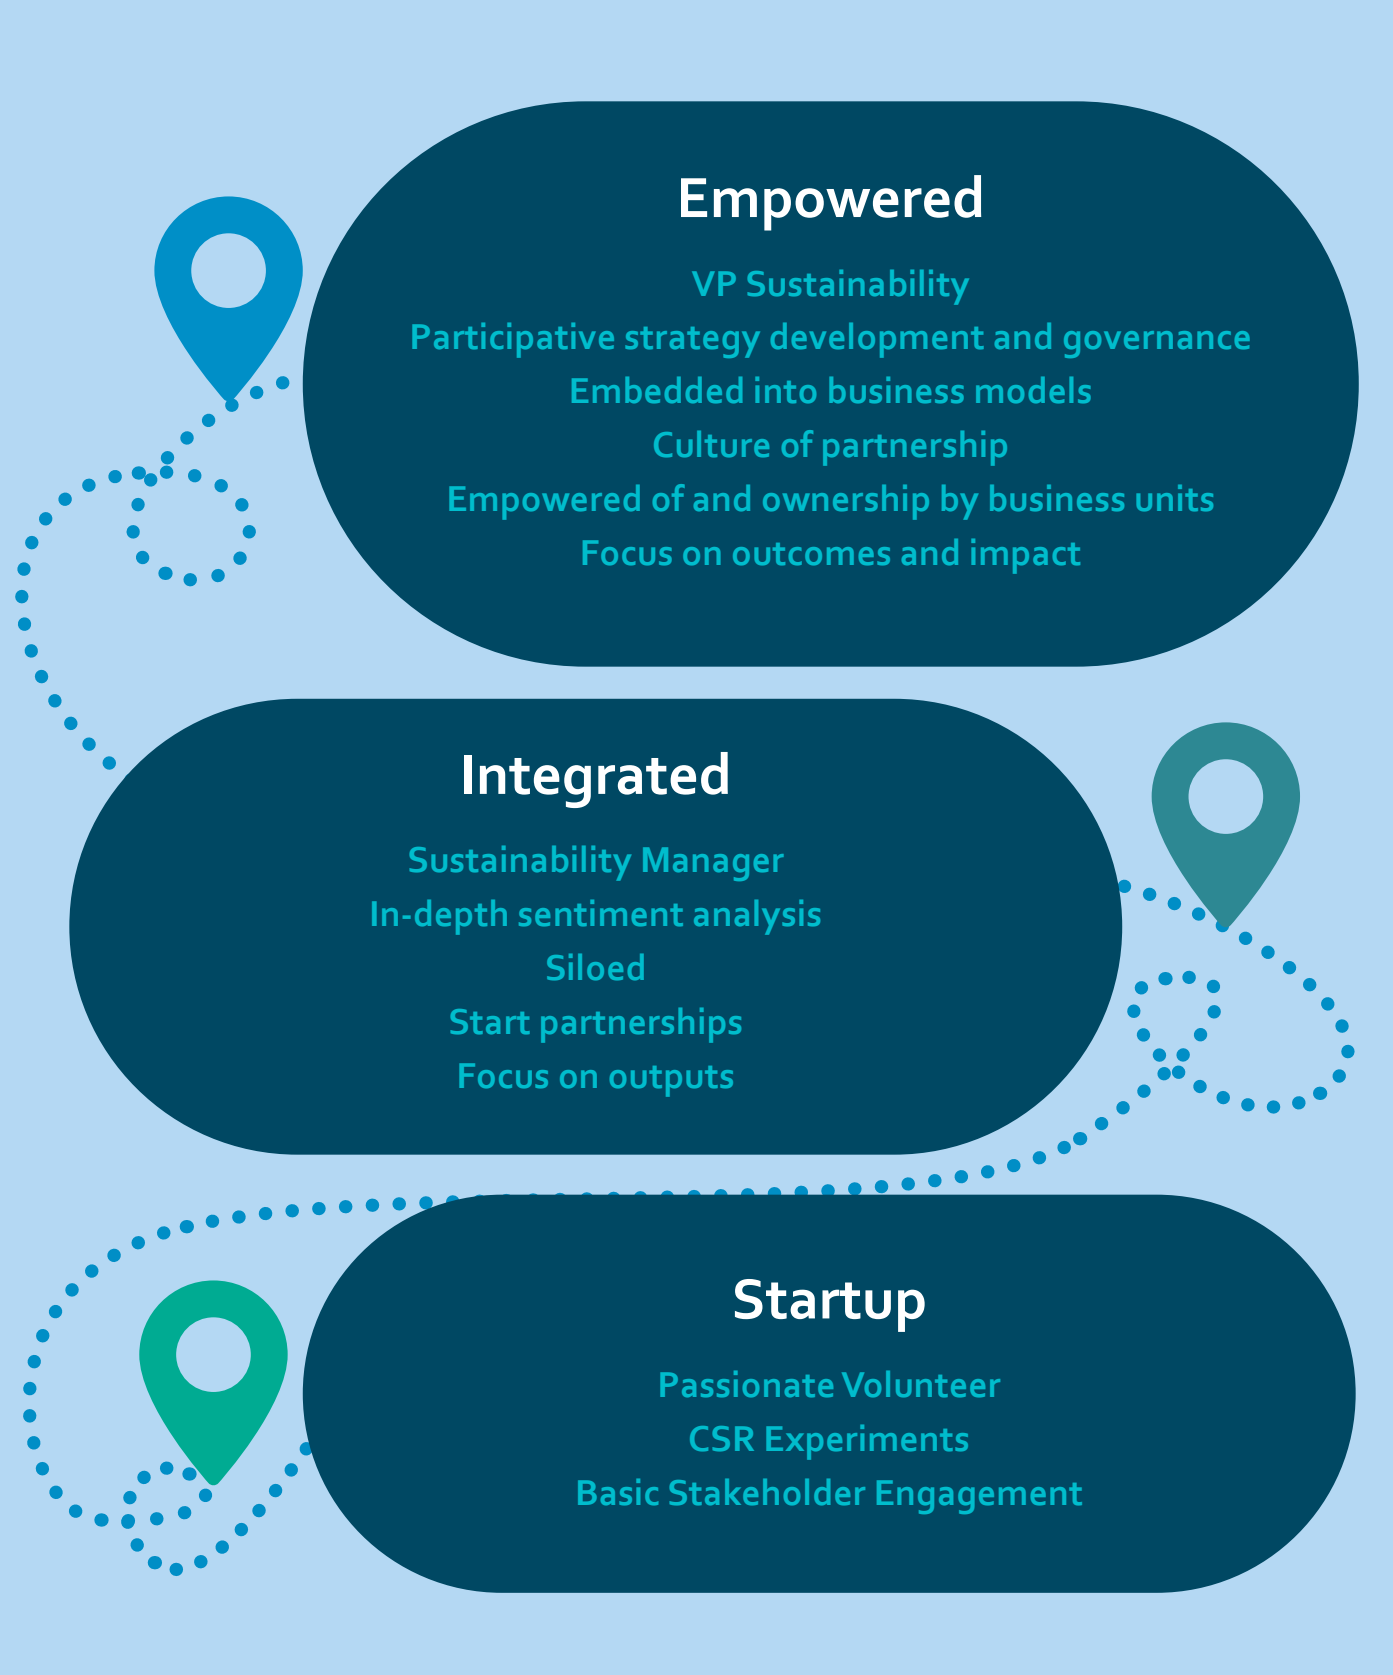 Empowered
VP Sustainability
Participative strategy development and governance
Embedded into business models
Culture of partnership
Empowered of and ownership by business units
Focus on outcomes and impact
Integrated
Sustainability Manager
In-depth sentiment analysis
Siloed
Start partnerships
Focus on outputs
Startup
Passionate Volunteer
CSR Experiments
Basic Stakeholder Engagement